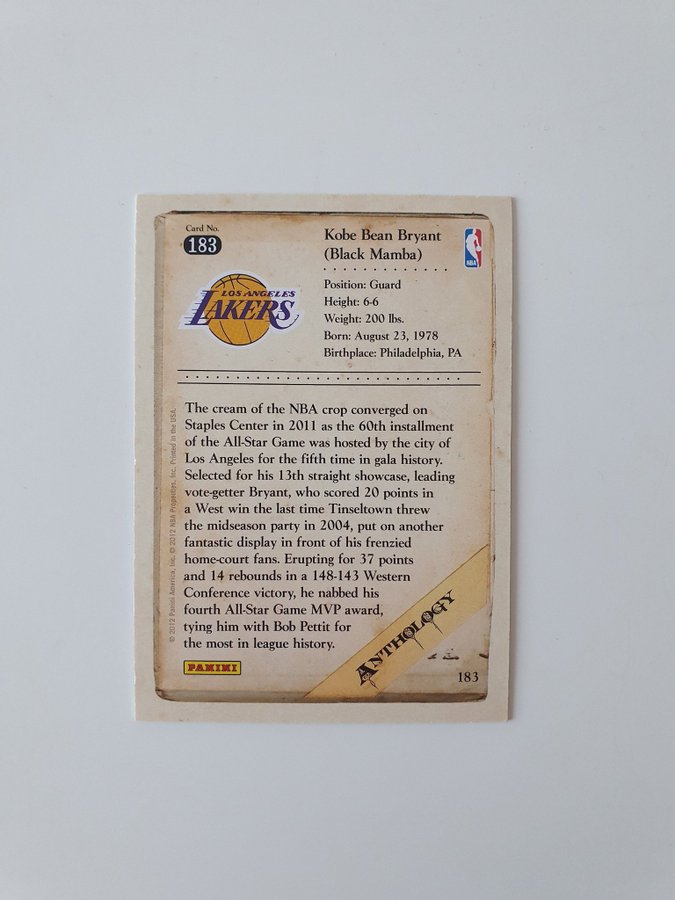 Card No.
183
Kobe Bean Bryant
(Black Mamba)
NBA
LOS ANGELES
LAKERS
Position: Guard
Height: 6-6
Weight: 200 lbs.
Born: August 23, 1978
Birthplace: Philadelphia, PA
The cream of the NBA crop converged on
Staples Center in 2011 as the 60th installment
of the All-Star Game was hosted by the city of
Los Angeles for the fifth time in gala history.
Selected for his 13th straight showcase, leading
vote-getter Bryant, who scored 20 points in
a West win the last time Tinseltown threw
the midseason party in 2004, put on another
fantastic display in front of his frenzied
home-court fans. Erupting for 37 points
and 14 rebounds in a 148-143 Western
Conference victory, he nabbed his
fourth All-Star Game MVP award,
tying him with Bob Pettit for
the most in league history.
© 2012 Panini America, Inc. © 2012 NBA Properties, Inc. Printed in the USA.
PANINI
ANTHOLOGY
183